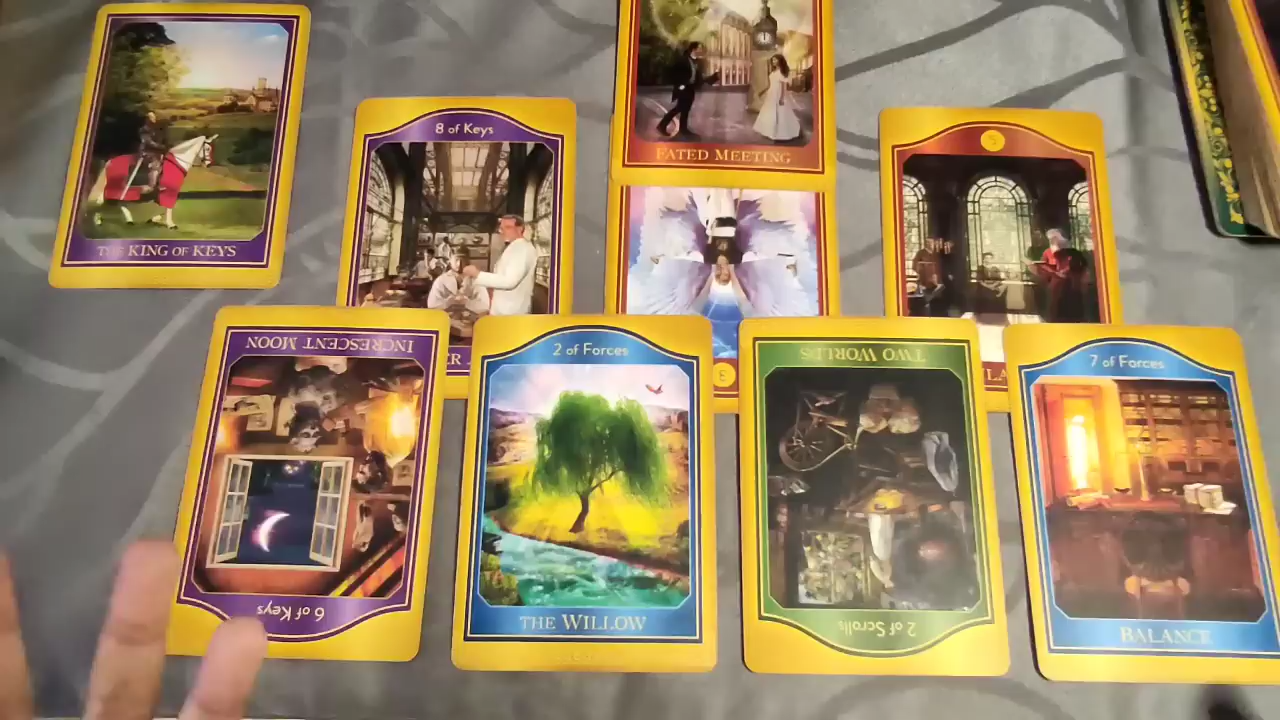 THE KING OF KEYS
8 of Keys
FATED MEETING
3
INCRESCENT MOON
6 of Keys
2 of Forces
THE WILLOW
TWO WORLDS
2 of Scrolls
7 of Forces
BALANCE